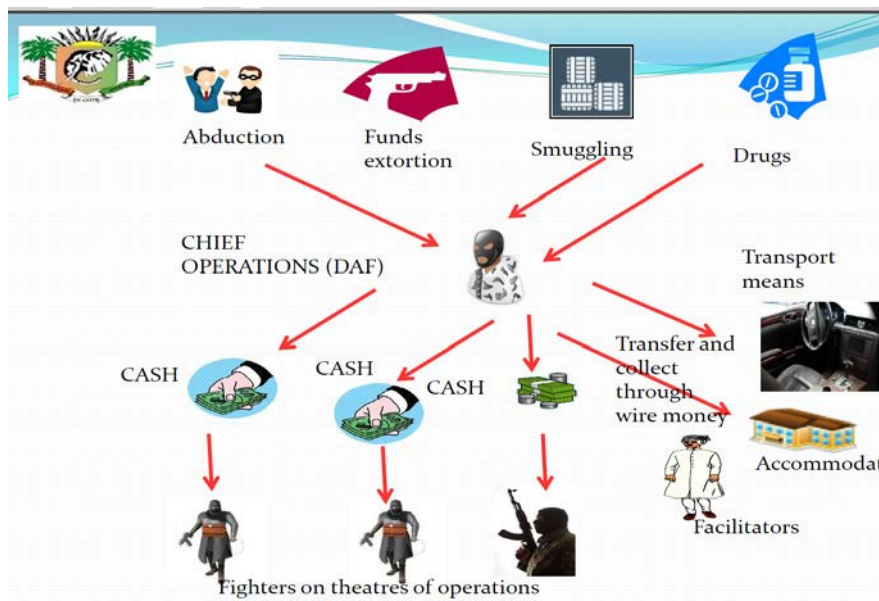 Abduction
Funds
extortion
Smuggling
Drugs
CHIEF
OPERATIONS (DAF)
Transport
means
CASH
CASH
CASH
Transfer and
collect
through
wire money
Accommodat
Facilitators
Fighters on theatres of operations